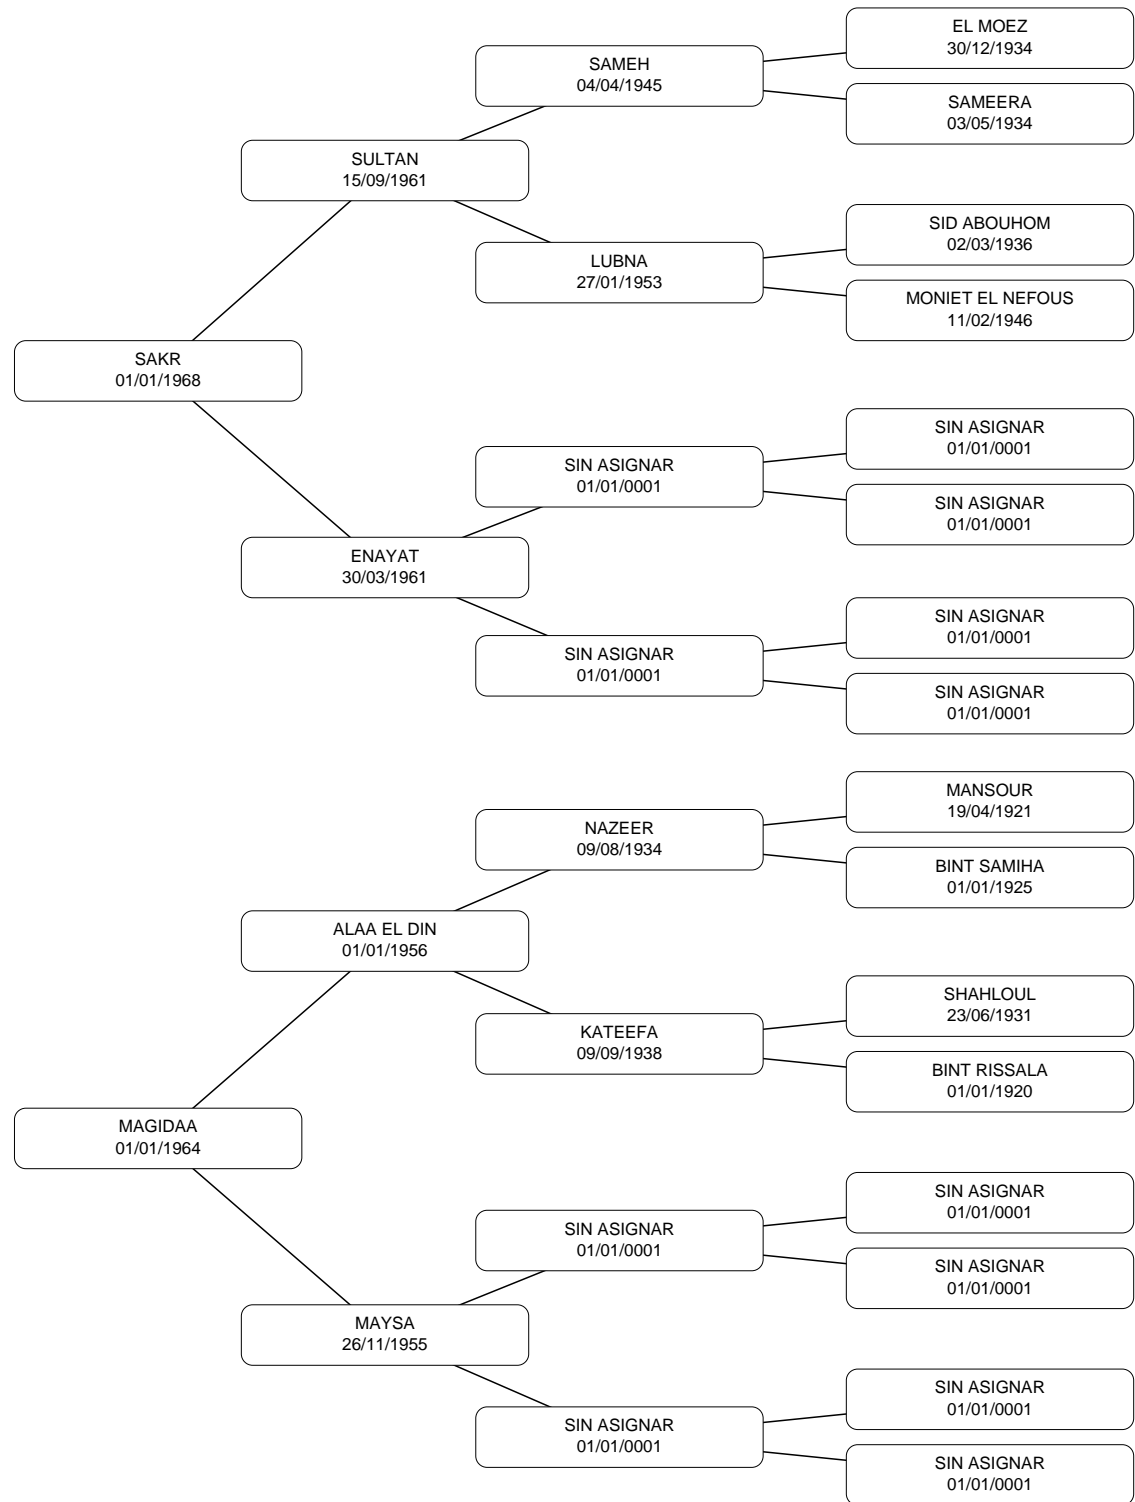 EL MOEZ
30/12/1934
SAMEH
04/04/1945
SAMEERA
03/05/1934
SULTAN
15/09/1961
SID ABOUHOM
02/03/1936
LUBNA
27/01/1953
MONIET EL NEFOUS
11/02/1946
SAKR
01/01/1968
SIN ASIGNAR
01/01/0001
SIN ASIGNAR
01/01/0001
SIN ASIGNAR
01/01/0001
ENAYAT
30/03/1961
SIN ASIGNAR
01/01/0001
SIN ASIGNAR
01/01/0001
SIN ASIGNAR
01/01/0001
MANSOUR
19/04/1921
NAZEER
09/08/1934
BINT SAMIHA
01/01/1925
ALAA EL DIN
01/01/1956
SHAHLOUL
23/06/1931
KATEEFA
09/09/1938
BINT RISSALA
01/01/1920
MAGIDAA
01/01/1964
SIN ASIGNAR
01/01/0001
SIN ASIGNAR
01/01/0001
SIN ASIGNAR
01/01/0001
MAYSA
26/11/1955
SIN ASIGNAR
01/01/0001
SIN ASIGNAR
01/01/0001
SIN ASIGNAR
01/01/0001